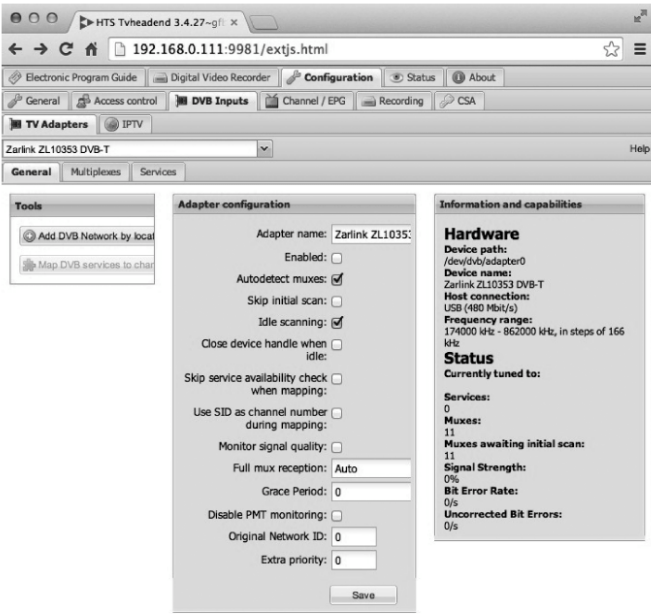 HTS Tvheadend 3.4.27~gf
192.168.0.111:9981/extjs.html
Electronic Program Guide Digital Video Recorder Configuration Status About
General Access control DVB Inputs Channel / EPG Recording CSA
TV Adapters IPTV
Zarlink ZL10353 DVB-T Help
General Multiplexes Services
Tools
Add DVB Network by locat
Map DVB services to chan
Adapter configuration
Adapter name: Zarlink ZL10353
Enabled:
Autodetect muxes:
Skip initial scan:
Idle scanning:
Close device handle when
idle:
Skip service availability check
when mapping:
Use SID as channel number
during mapping:
Monitor signal quality:
Full mux reception: Auto
Grace Period: 0
Disable PMT monitoring:
Original Network ID: 0
Extra priority: 0
Save
Information and capabilities
Hardware
Device path:
/dev/dvb/adapter0
Device name:
Zarlink ZL10353 DVB-T
Host connection:
USB (480 Mbit/s)
Frequency range:
174000 kHz - 862000 kHz, in steps of 166
kHz
Status
Currently tuned to:
Services:
0
Muxes:
11
Muxes awaiting initial scan:
11
Signal Strength:
0%
Bit Error Rate:
0/s
Uncorrected Bit Errors:
0/s